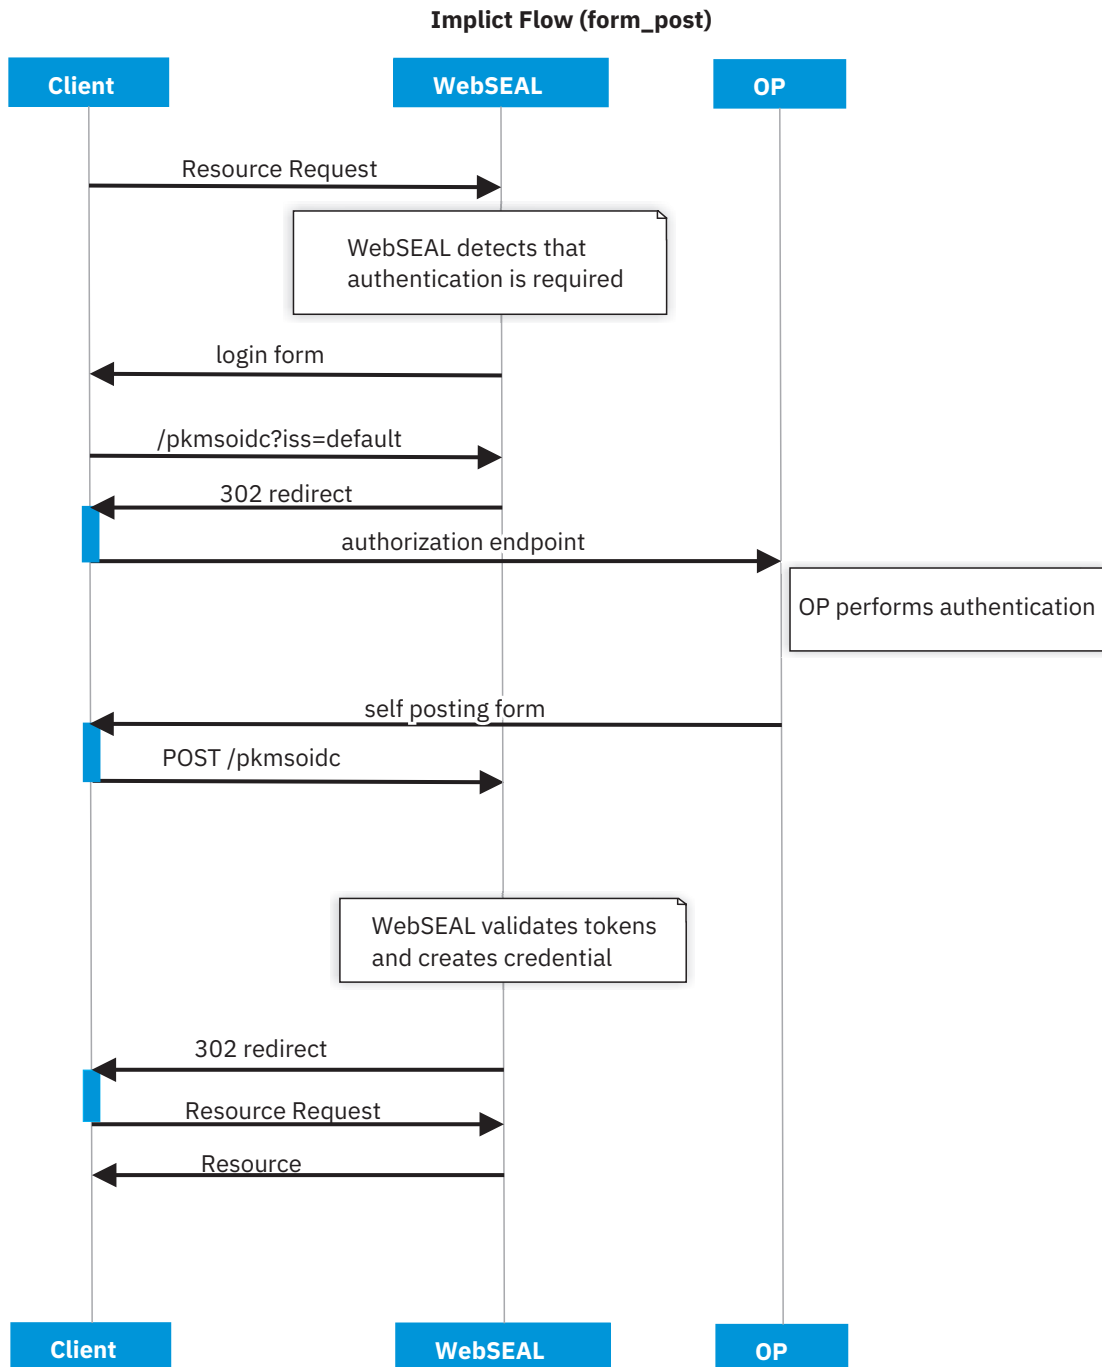 Implict Flow (form_post)
Client
WebSEAL
OP
Resource Request
WebSEAL detects that
authentication is required
login form
/pkmsoidc?iss=default
302 redirect
authorization endpoint
OP performs authentication
self posting form
POST /pkmsoidc
WebSEAL validates tokens
and creates credential
302 redirect
Resource Request
Resource
Client
WebSEAL
OP